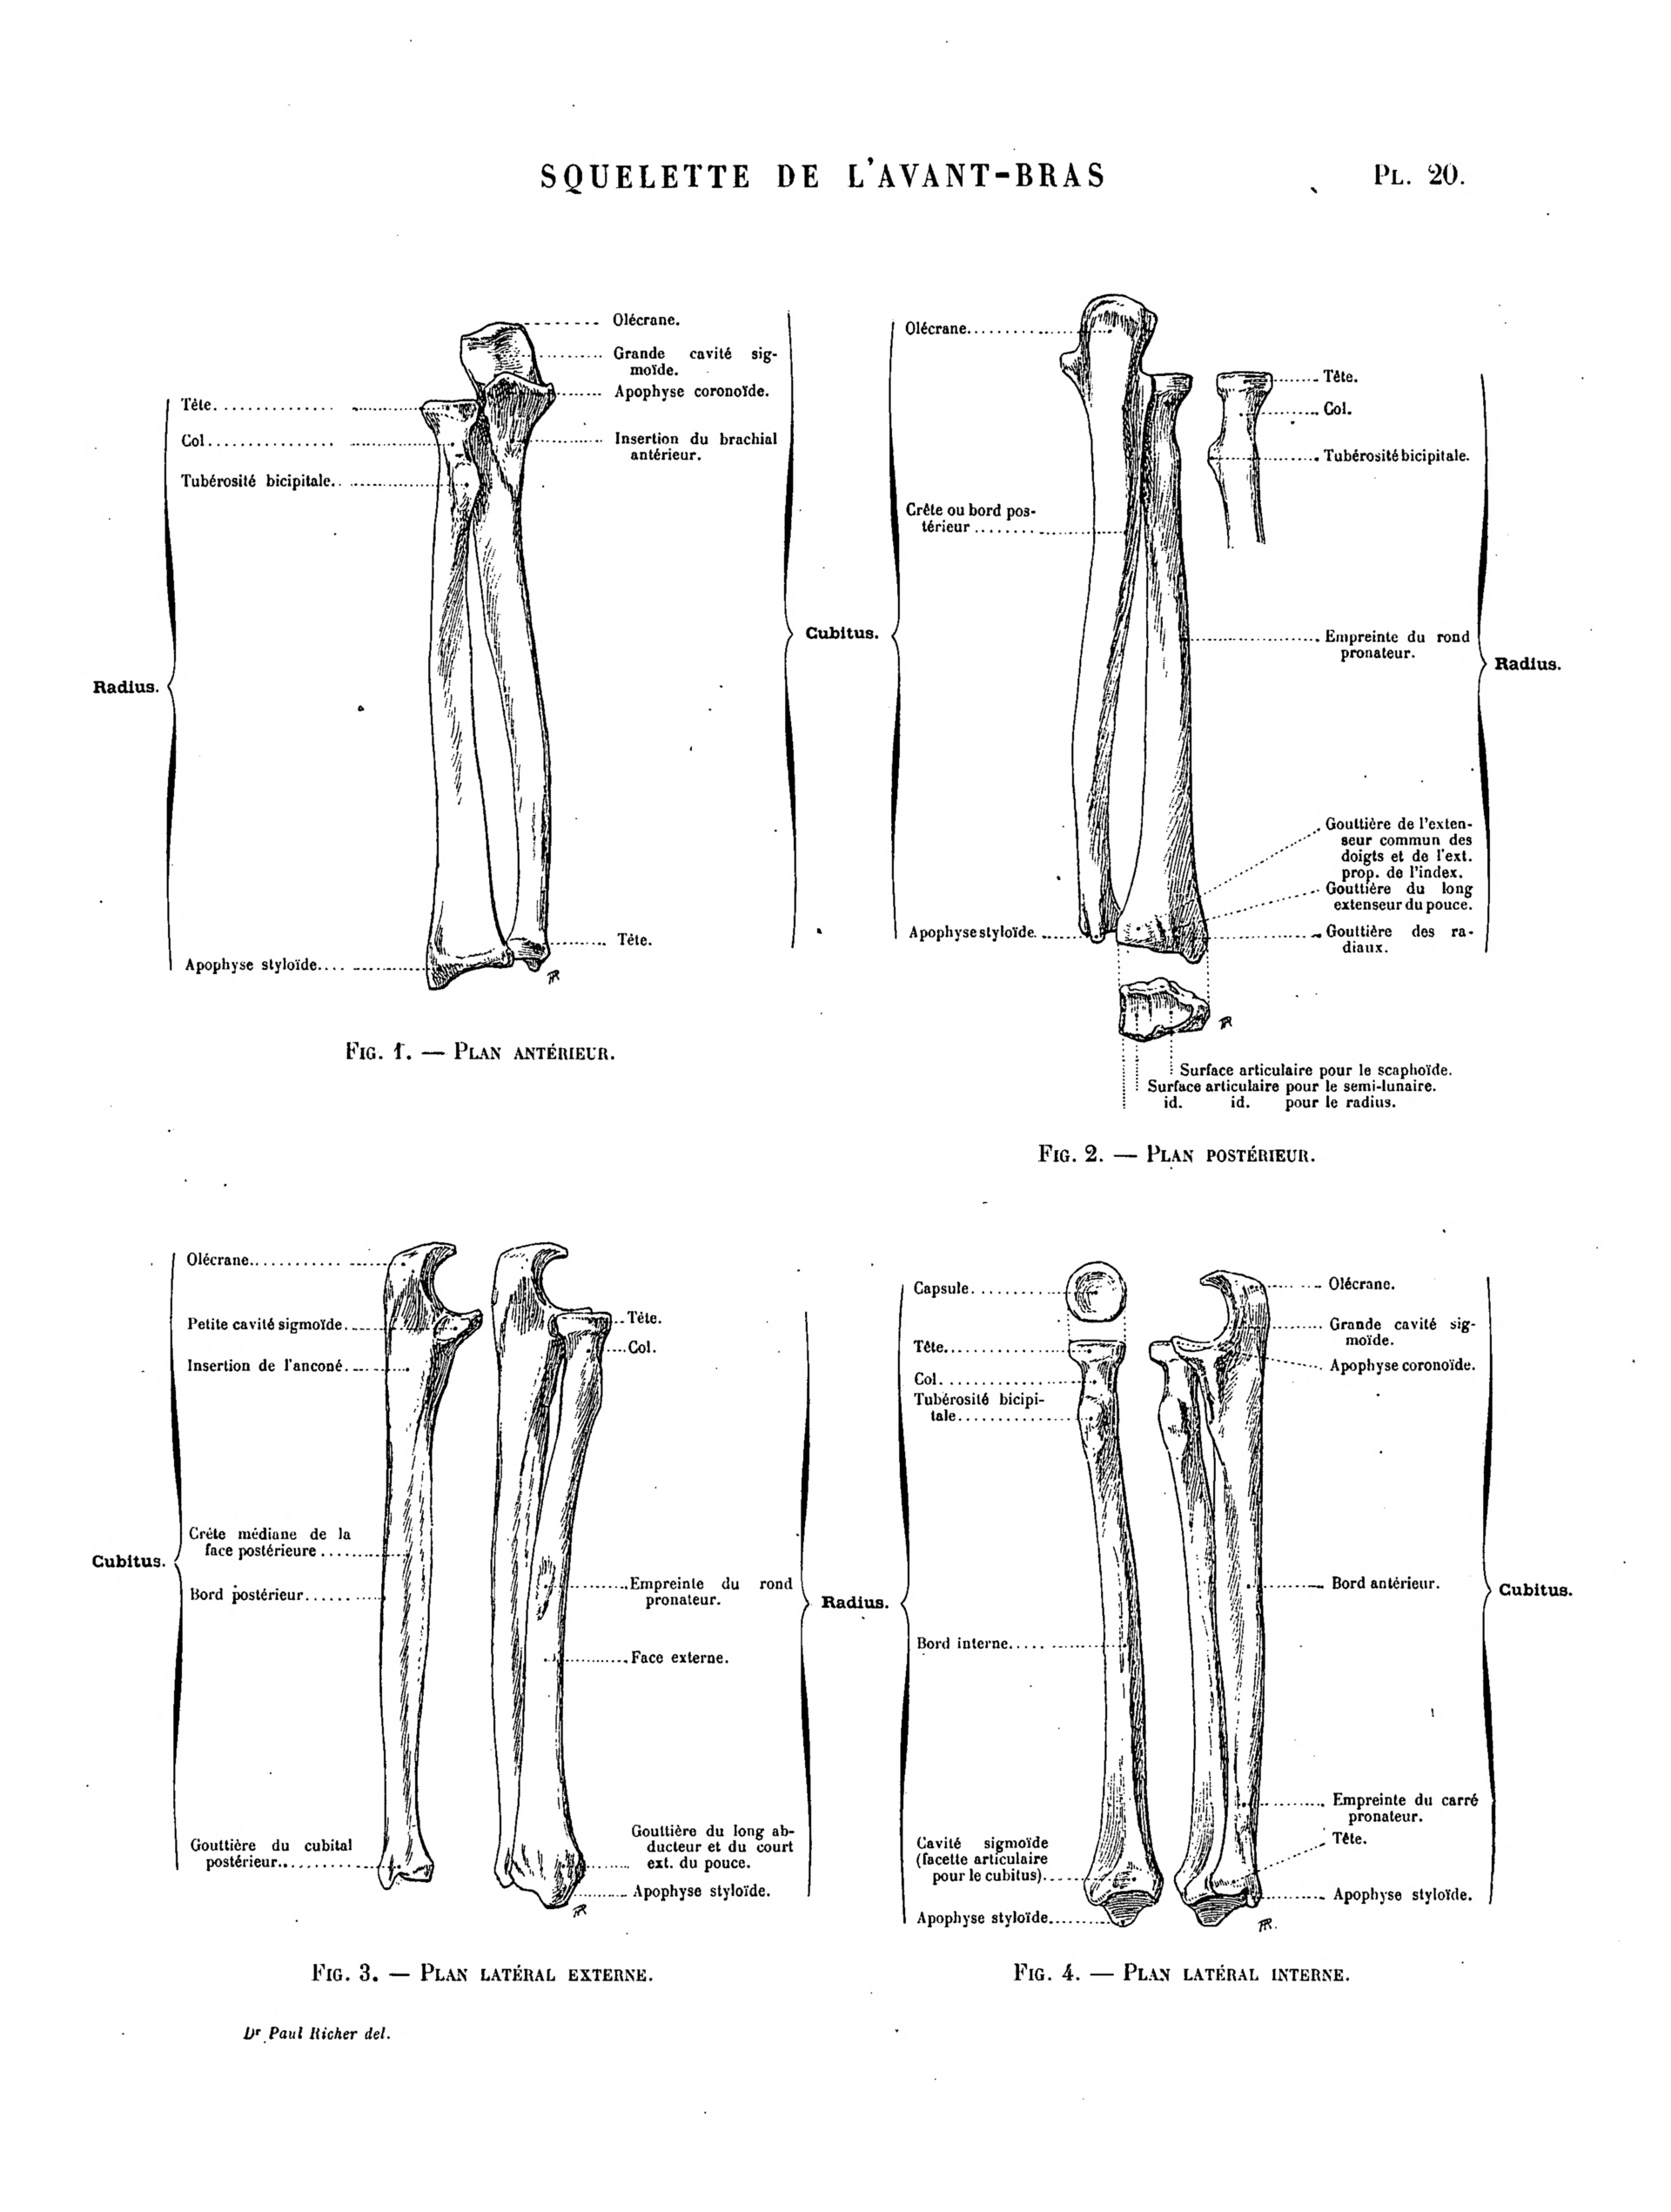 SQUELETTE DE L'AVANT-BRAS
PL. 20.
Olécrane.
Grande cavité sig-
moïde.
Apophyse coronoïde.
Insertion du brachial
antérieur.
Tête.
Tête.
Col.
Tubérosité bicipitale.
Apophyse styloïde.
Radius.
Cubitus.
FIG. 1. — PLAN ANTÉRIEUR.
Olécrane.
Crête ou bord pos-
térieur
Apophyse styloïde.
Tête.
Col.
Tubérosité bicipitale.
Empreinte du rond
pronateur.
Gouttière de l'exten-
seur commun des
doigts et de l'ext.
prop. de l'index.
Gouttière du long
extenseur du pouce.
Gouttière des ra-
diaux.
Radius.
Surface articulaire pour le scaphoïde.
Surface articulaire pour le semi-lunaire.
id. id. pour le radius.
FIG. 2. — PLAN POSTÉRIEUR.
Olécrane.
Petite cavité sigmoïde.
Insertion de l'anconé.
Crête médiane de la
face postérieure
Bord postérieur.
Gouttière du cubital
postérieur.
Cubitus.
Tête.
Col.
Empreinte du rond
pronateur.
Face externe.
Gouttière du long ab-
ducteur et du court
ext. du pouce.
Apophyse styloïde.
Radius.
FIG. 3. — PLAN LATÉRAL EXTERNE.
Capsule.
Tête.
Col.
Tubérosité bicipi-
tale.
Bord interne.
Cavité sigmoïde
(facette articulaire
pour le cubitus).
Apophyse styloïde.
Olécrane.
Grande cavité sig-
moïde.
Apophyse coronoïde.
Bord antérieur.
Empreinte du carré
pronateur.
Tête.
Apophyse styloïde.
Cubitus.
FIG. 4. — PLAN LATÉRAL INTERNE.
Dr Paul Richer del.